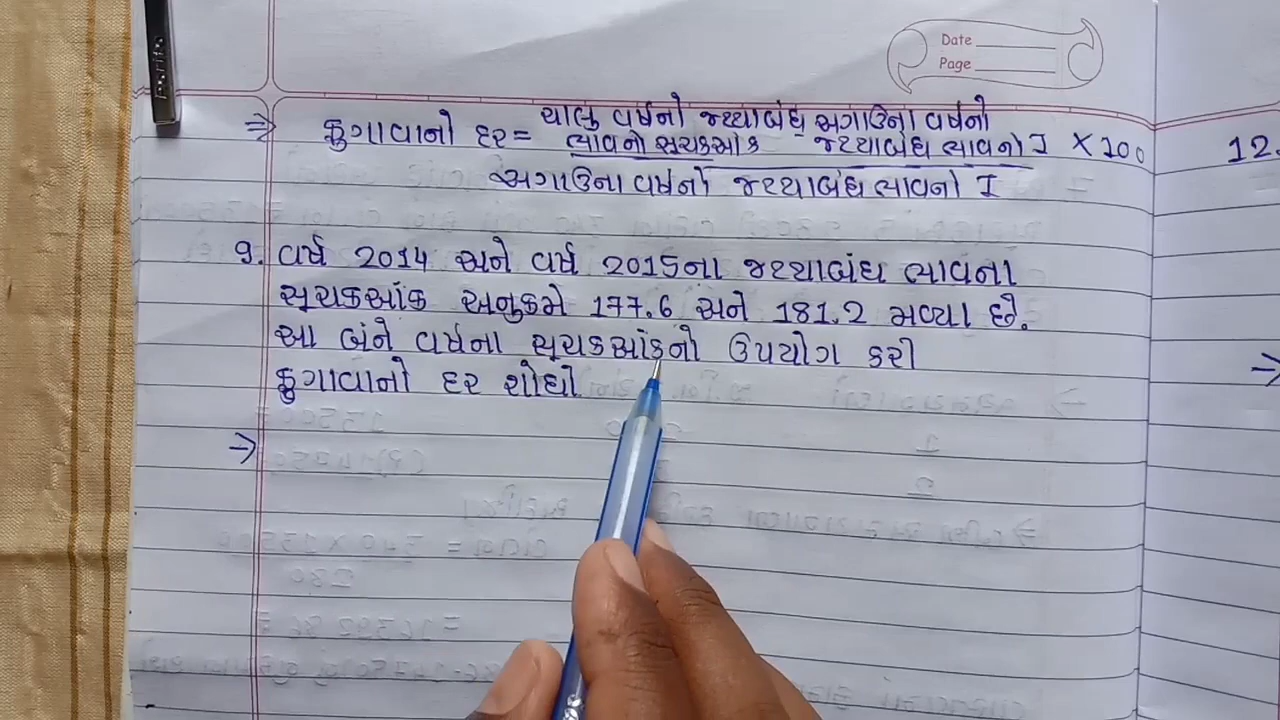 Date
Page
⇒ ફુગાવાનો દર = ચાલુ વર્ષનો જથ્થાબંધ ભાવનો સૂચકઆંક - અગાઉના વર્ષનો જથ્થાબંધ ભાવનો I × 100
અગાઉના વર્ષનો જથ્થાબંધ ભાવનો I
12.
9. વર્ષ 2014 અને વર્ષ 2015ના જથ્થાબંધ ભાવના
સૂચકઆંક અનુક્રમે 177.6 અને 181.2 મળ્યા છે.
આ બંને વર્ષના સૂચકઆંકનો ઉપયોગ કરી
ફુગાવાનો દર શોધો
→